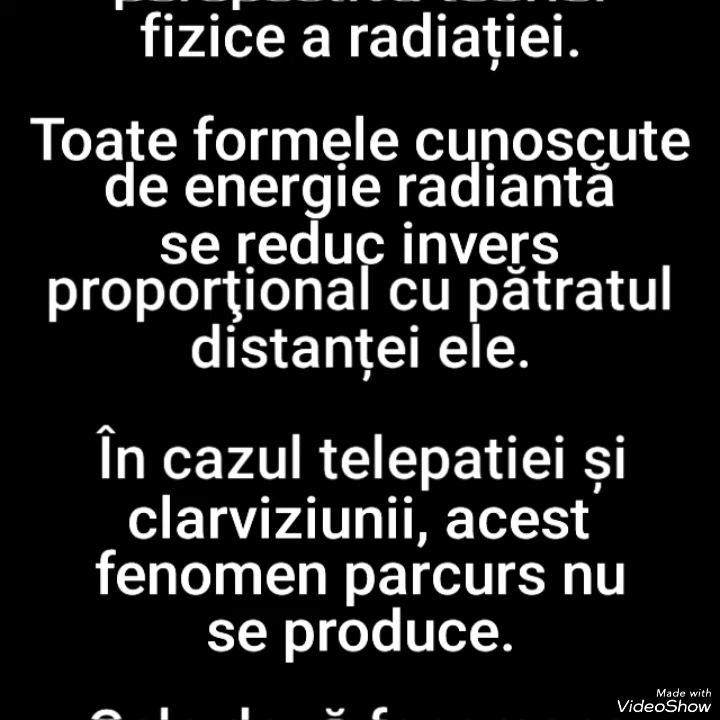 fizice a radiației.
Toate formele cunoscute
de energie radiantă
se reduc invers
proporţional cu pătratul
distanței ele.
În cazul telepatiei și
clarviziunii, acest
fenomen parcurs nu
se produce.
Made with
VideoShow